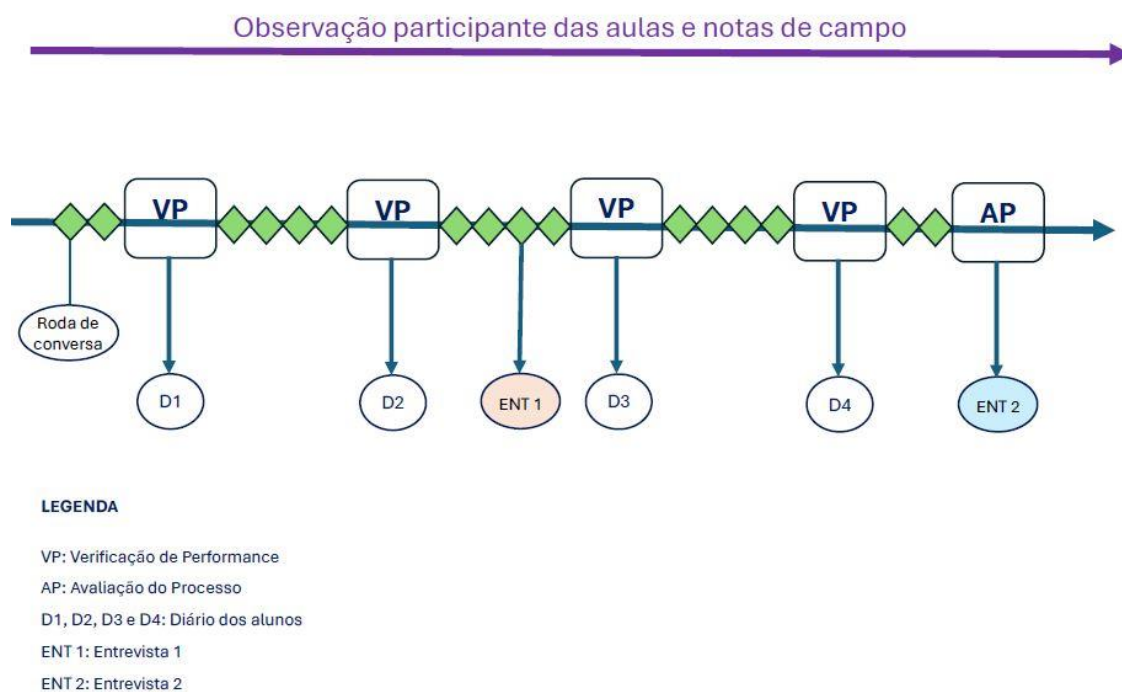 Observação participante das aulas e notas de campo
VP
VP
VP
VP
AP
Roda de
conversa
D1
D2
ENT 1
D3
D4
ENT 2
LEGENDA
VP: Verificação de Performance
AP: Avaliação do Processo
D1, D2, D3 e D4: Diário dos alunos
ENT 1: Entrevista 1
ENT 2: Entrevista 2